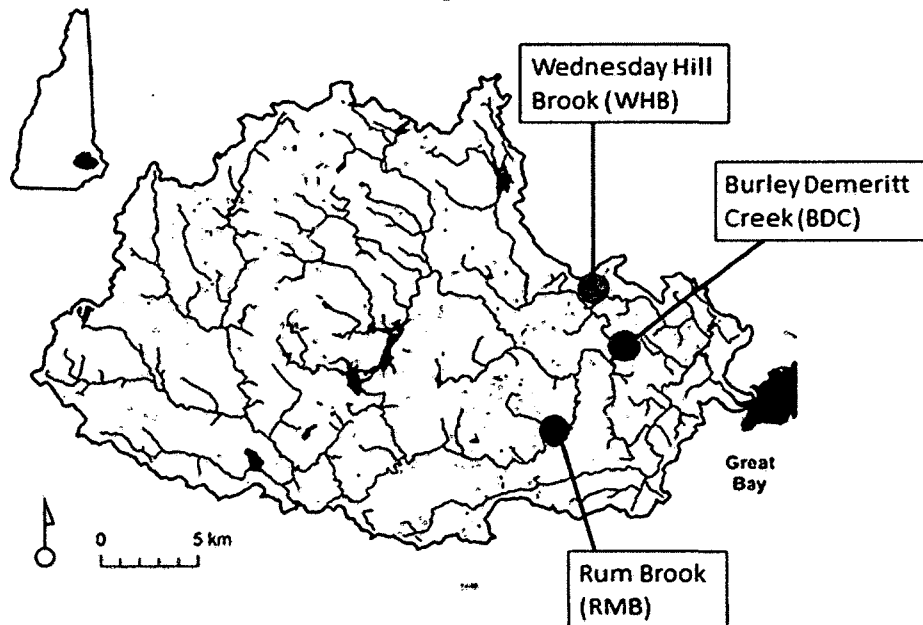 Wednesday Hill
Brook (WHB)
Burley Demeritt
Creek (BDC)
Great
Bay
0 5 km
Rum Brook
(RMB)